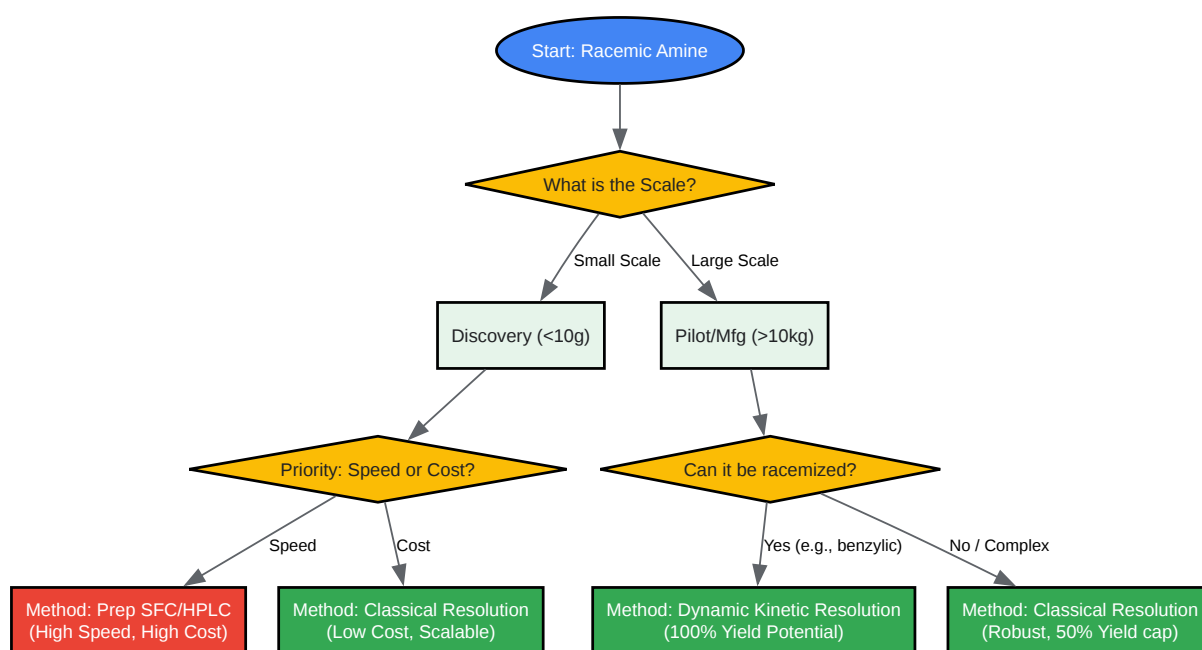 Start: Racemic Amine
What is the Scale?
Small Scale
Large Scale
Discovery (<10g)
Pilot/Mfg (>10kg)
Priority: Speed or Cost?
Can it be racemized?
Speed
Cost
Yes (e.g., benzylic)
No / Complex
Method: Prep SFC/HPLC
(High Speed, High Cost)
Method: Classical Resolution
(Low Cost, Scalable)
Method: Dynamic Kinetic Resolution
(100% Yield Potential)
Method: Classical Resolution
(Robust, 50% Yield cap)